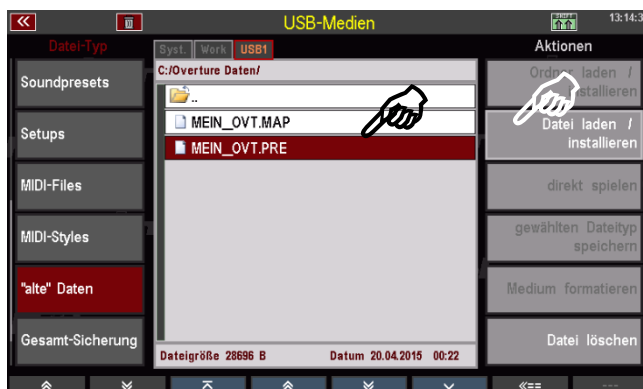 USB-Medien
SHIFT
13:14:3
Datei-Typ
Syst. Work USB1
Aktionen
Soundpresets
Setups
MIDI-Files
MIDI-Styles
"alte" Daten
Gesamt-Sicherung
C:/Overture Daten/
..
MEIN_OVT.MAP
MEIN_OVT.PRE
Dateigröße 28696 B Datum 20.04.2015 00:22
Ordner laden /
installieren
Datei laden /
installieren
direkt spielen
gewählten Dateityp
speichern
Medium formatieren
Datei löschen
«==
---